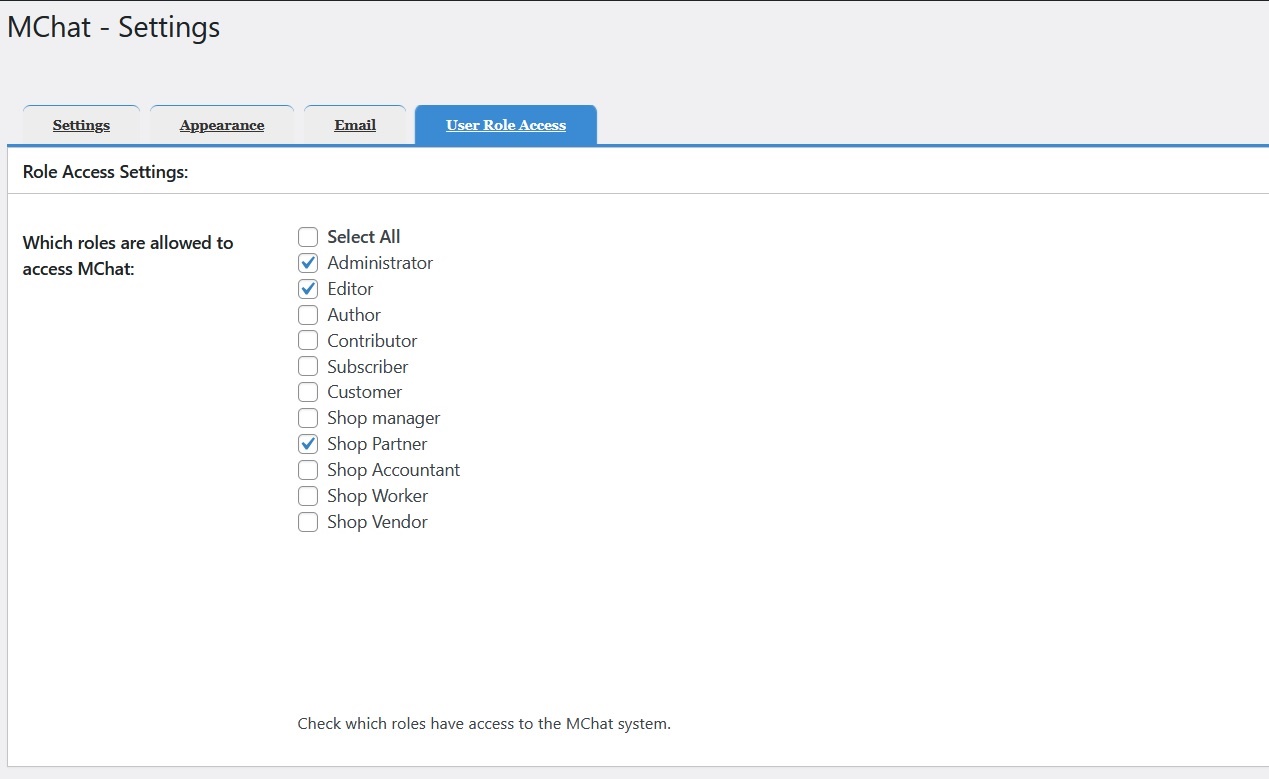 MChat - Settings
Settings
Appearance
Email
User Role Access
Role Access Settings:
Which roles are allowed to
access MChat:
Select All
Administrator
Editor
Author
Contributor
Subscriber
Customer
Shop manager
Shop Partner
Shop Accountant
Shop Worker
Shop Vendor
Check which roles have access to the MChat system.